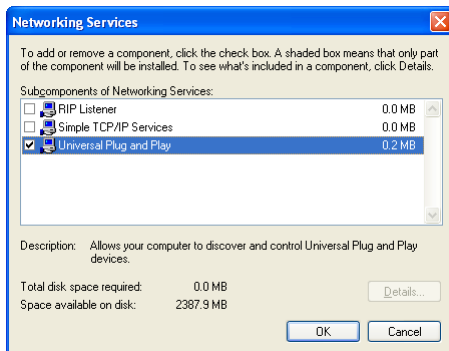 Networking Services
To add or remove a component, click the check box. A shaded box means that only part
of the component will be installed. To see what's included in a component, click Details.
Subcomponents of Networking Services:
RIP Listener 0.0 MB
Simple TCP/IP Services 0.0 MB
Universal Plug and Play 0.2 MB
Description: Allows your computer to discover and control Universal Plug and Play
devices.
Total disk space required: 0.0 MB
Space available on disk: 2387.9 MB
Details...
OK Cancel